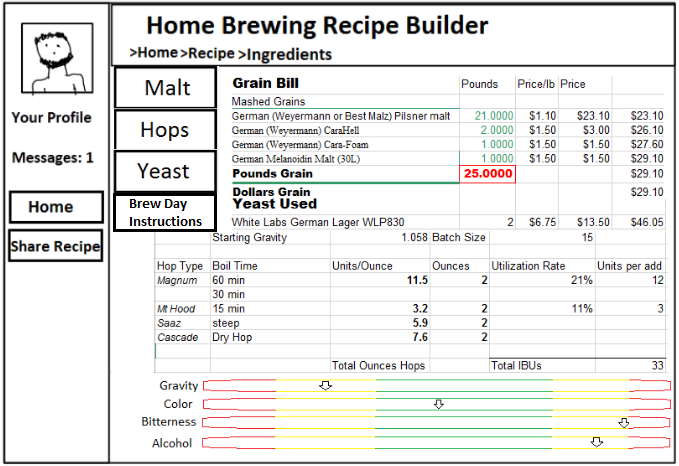 Home Brewing Recipe Builder
>Home>Recipe >Ingredients
Your Profile
Messages: 1
Home
Share Recipe
Malt
Hops
Yeast
Brew Day
Instructions
Grain Bill Pounds Price/lb Price
Mashed Grains
German (Weyermann or Best Malz) Pilsner malt 21.0000 $1.10 $23.10 $23.10
German (Weyermann) CaraHell 2.0000 $1.50 $3.00 $26.10
German (Weyermann) Cara-Foam 1.0000 $1.50 $1.50 $27.60
German Melanoidin Malt (30L) 1.0000 $1.50 $1.50 $29.10
Pounds Grain 25.0000 $29.10
Dollars Grain $29.10
Yeast Used
White Labs German Lager WLP830 2 $6.75 $13.50 $46.05
Starting Gravity 1.058 Batch Size 15
Hop Type Boil Time Units/Ounce Ounces Utilization Rate Units per add
Magnum 60 min 11.5 2 21% 12
30 min
Mt Hood 15 min 3.2 2 11% 3
Saaz steep 5.9 2
Cascade Dry Hop 7.6 2
Total Ounces Hops Total IBUs 33
Gravity
Color
Bitterness
Alcohol